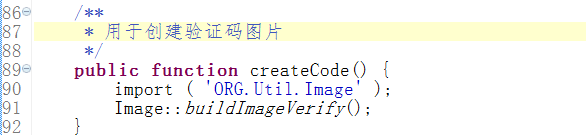 86 /**
87 * 用于创建验证码图片
88 */
89 public function createCode() {
90 import ( 'ORG.Util.Image' );
91 Image::buildImageVerify();
92 }